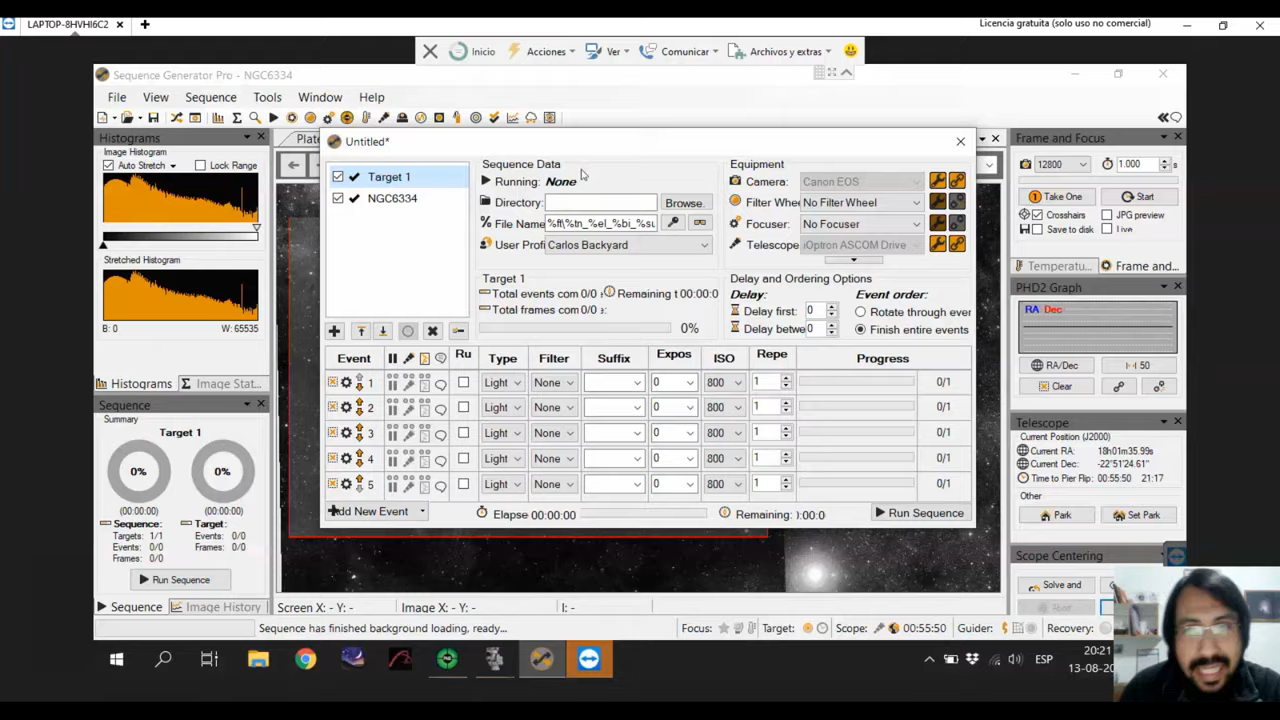 LAPTOP-8HVHI6C2
Licencia gratuita (solo uso no comercial)
Inicio Acciones Ver Comunicar Archivos y extras
Sequence Generator Pro - NGC6334
File View Sequence Tools Window Help
Histograms
Image Histogram
Auto Stretch Lock Range
Stretched Histogram
B: 0 W: 65535
Histograms Image Stat...
Sequence
Summary
Target 1
0% 0%
(00:00:00) (00:00:00)
Sequence: Target:
Targets: 1/1 Events: 0/0
Events: 0/0 Frames: 0/0
Frames: 0/0
Run Sequence
Sequence Image History
Plate
Untitled*
Target 1
NGC6334
Sequence Data
Running: None
Directory: Browse.
File Name %ft\%tn_%el_%bi_%su
User Profi Carlos Backyard
Equipment
Camera: Canon EOS
Filter Whee No Filter Wheel
Focuser: No Focuser
Telescope iOptron ASCOM Drive
Target 1
Total events com 0/0 Remaining t 00:00:0
Total frames com 0/0
0%
Delay and Ordering Options
Delay: Event order:
Delay first: 0 Rotate through ever
Delay betwe 0 Finish entire events
Event Ru Type Filter Suffix Expos ISO Repe Progress
1 Light None 0 800 1 0/1
2 Light None 0 800 1 0/1
3 Light None 0 800 1 0/1
4 Light None 0 800 1 0/1
5 Light None 0 800 1 0/1
Add New Event Elapse 00:00:00 Remaining: ):00:0 Run Sequence
Screen X: - Y: - Image X: - Y: - I: -
Sequence has finished background loading, ready... Focus: Target: Scope: 00:55:50 Guider: Recovery:
Frame and Focus
12800 1.000 s
Take One Start
Crosshairs JPG preview
Save to disk Live
Temperatu... Frame and...
PHD2 Graph
RA Dec
RA/Dec 50
Clear
Telescope
Current Position (J2000)
Current RA: 18h01m35.99s
Current Dec: -22°51'24.61"
Time to Pier Flip: 00:55:50 21:17
Other
Park Set Park
Scope Centering
Solve and
ESP
20:21
13-08-20